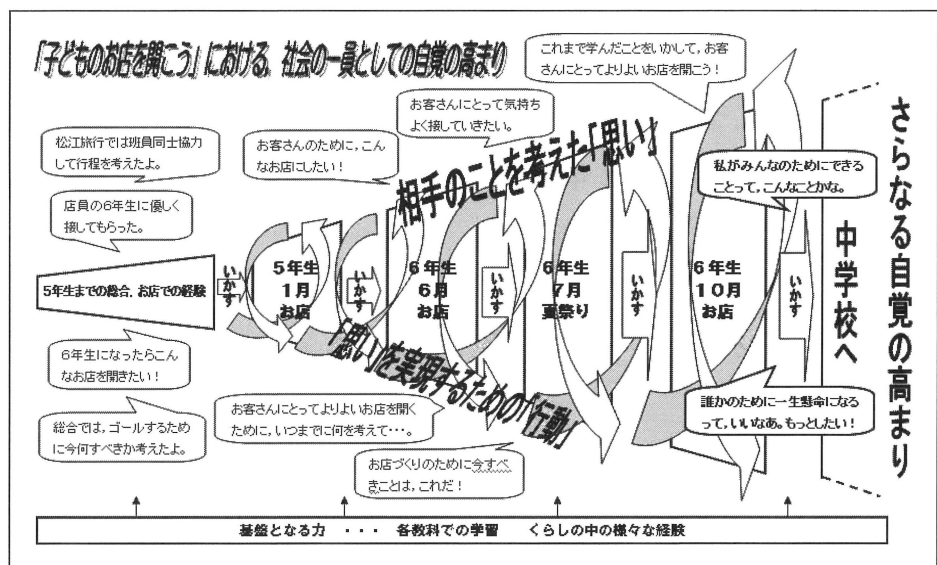 「子どものお店を開こう」における、社会の一員としての自覚の高まり
これまで学んだことをいかして，お客
さんにとってよりよいお店を開こう！
お客さんにとって気持ち
よく接していきたい。
松江旅行では班員同士協力
して行程を考えたよ。
お客さんのために，こん
なお店にしたい！
相手のことを考えた「思い」
私がみんなのためにできる
ことって，こんなことかな。
店員の6年生に優しく
接してもらった。
5年生までの総合，お店での経験
いかす
5年生
1月
お店
いかす
6年生
6月
お店
いかす
6年生
7月
夏祭り
いかす
6年生
10月
お店
いかす
中学校へ
さらなる自覚の高まり
「思い」を実現するための「行動」
6年生になったらこん
なお店を開きたい！
総合では，ゴールするため
に今何すべきか考えたよ。
お客さんにとってよりよいお店を開く
ために，いつまでに何を考えて・・・。
お店づくりのために今すべ
きことは，これだ！
誰かのために一生懸命になる
って，いいなあ。もっとしたい！
基盤となる力 ・・・ 各教科での学習 くらしの中の様々な経験